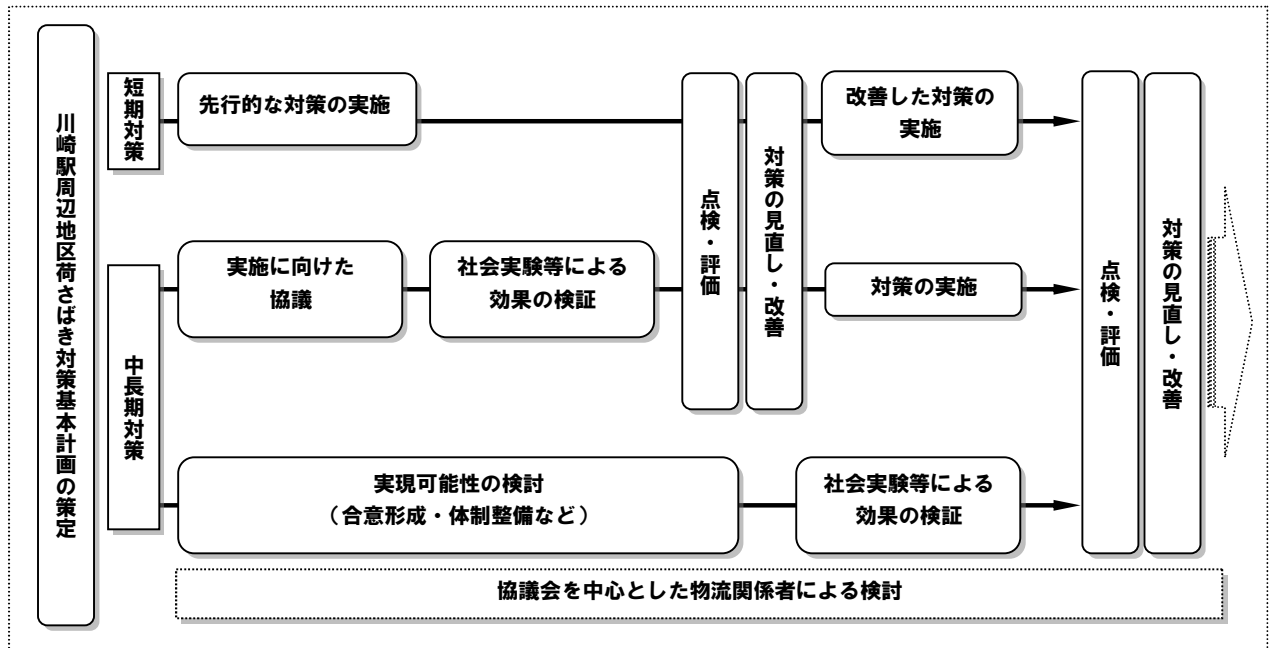 川崎駅周辺地区荷さばき対策基本計画の策定
短期対策
先行的な対策の実施
点検・評価
対策の見直し・改善
改善した対策の
実施
中長期対策
実施に向けた
協議
社会実験等による
効果の検証
対策の実施
実現可能性の検討
（合意形成・体制整備など）
社会実験等による
効果の検証
点検・評価
対策の見直し・改善
協議会を中心とした物流関係者による検討